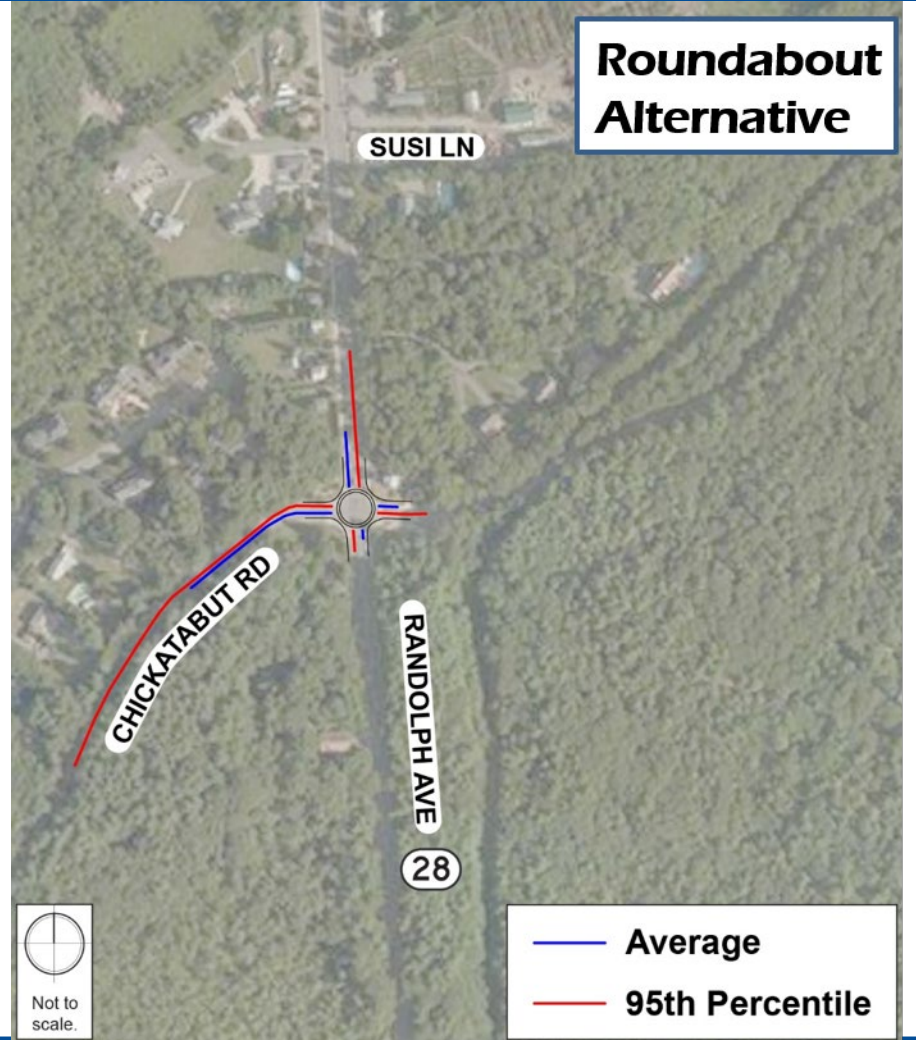 Roundabout
Alternative
SUSI LN
CHICKATABUT RD
RANDOLPH AVE
28
Not to
scale.
Average
95th Percentile